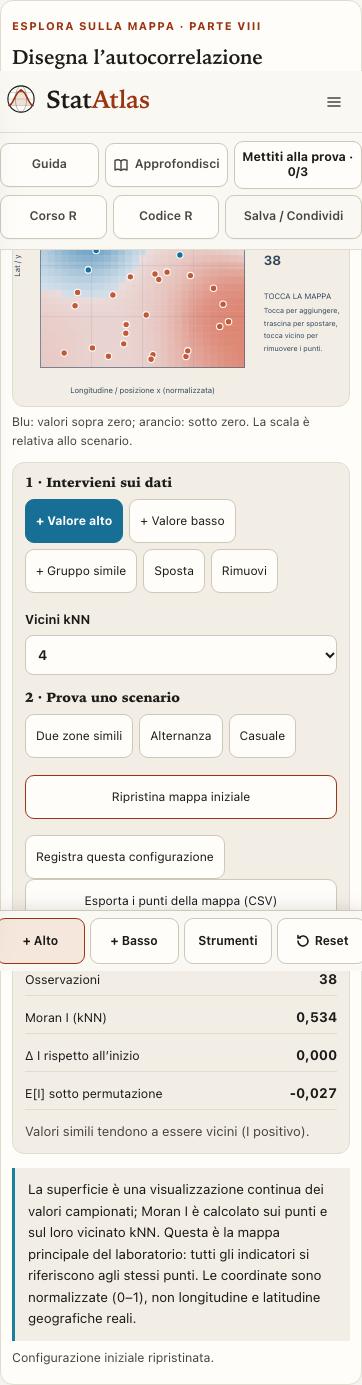 ESPLORA SULLA MAPPA · PARTE VIII
Disegna l’autocorrelazione
StatAtlas
Guida
Approfondisci
Mettiti alla prova ·
0/3
Corso R
Codice R
Salva / Condividi
Lat / y
38
TOCCA LA MAPPA
Tocca per aggiungere,
trascina per spostare,
tocca vicino per
rimuovere i punti.
Longitudine / posizione x (normalizzata)
Blu: valori sopra zero; arancio: sotto zero. La scala è
relativa allo scenario.
1 · Intervieni sui dati
+ Valore alto
+ Valore basso
+ Gruppo simile
Sposta
Rimuovi
Vicini kNN
4
2 · Prova uno scenario
Due zone simili
Alternanza
Casuale
Ripristina mappa iniziale
Registra questa configurazione
Esporta i punti della mappa (CSV)
+ Alto
+ Basso
Strumenti
Reset
Osservazioni 38
Moran I (kNN) 0,534
Δ I rispetto all’inizio 0,000
E[I] sotto permutazione -0,027
Valori simili tendono a essere vicini (I positivo).
La superficie è una visualizzazione continua dei
valori campionati; Moran I è calcolato sui punti e
sul loro vicinato kNN. Questa è la mappa
principale del laboratorio: tutti gli indicatori si
riferiscono agli stessi punti. Le coordinate sono
normalizzate (0–1), non longitudine e latitudine
geografiche reali.
Configurazione iniziale ripristinata.